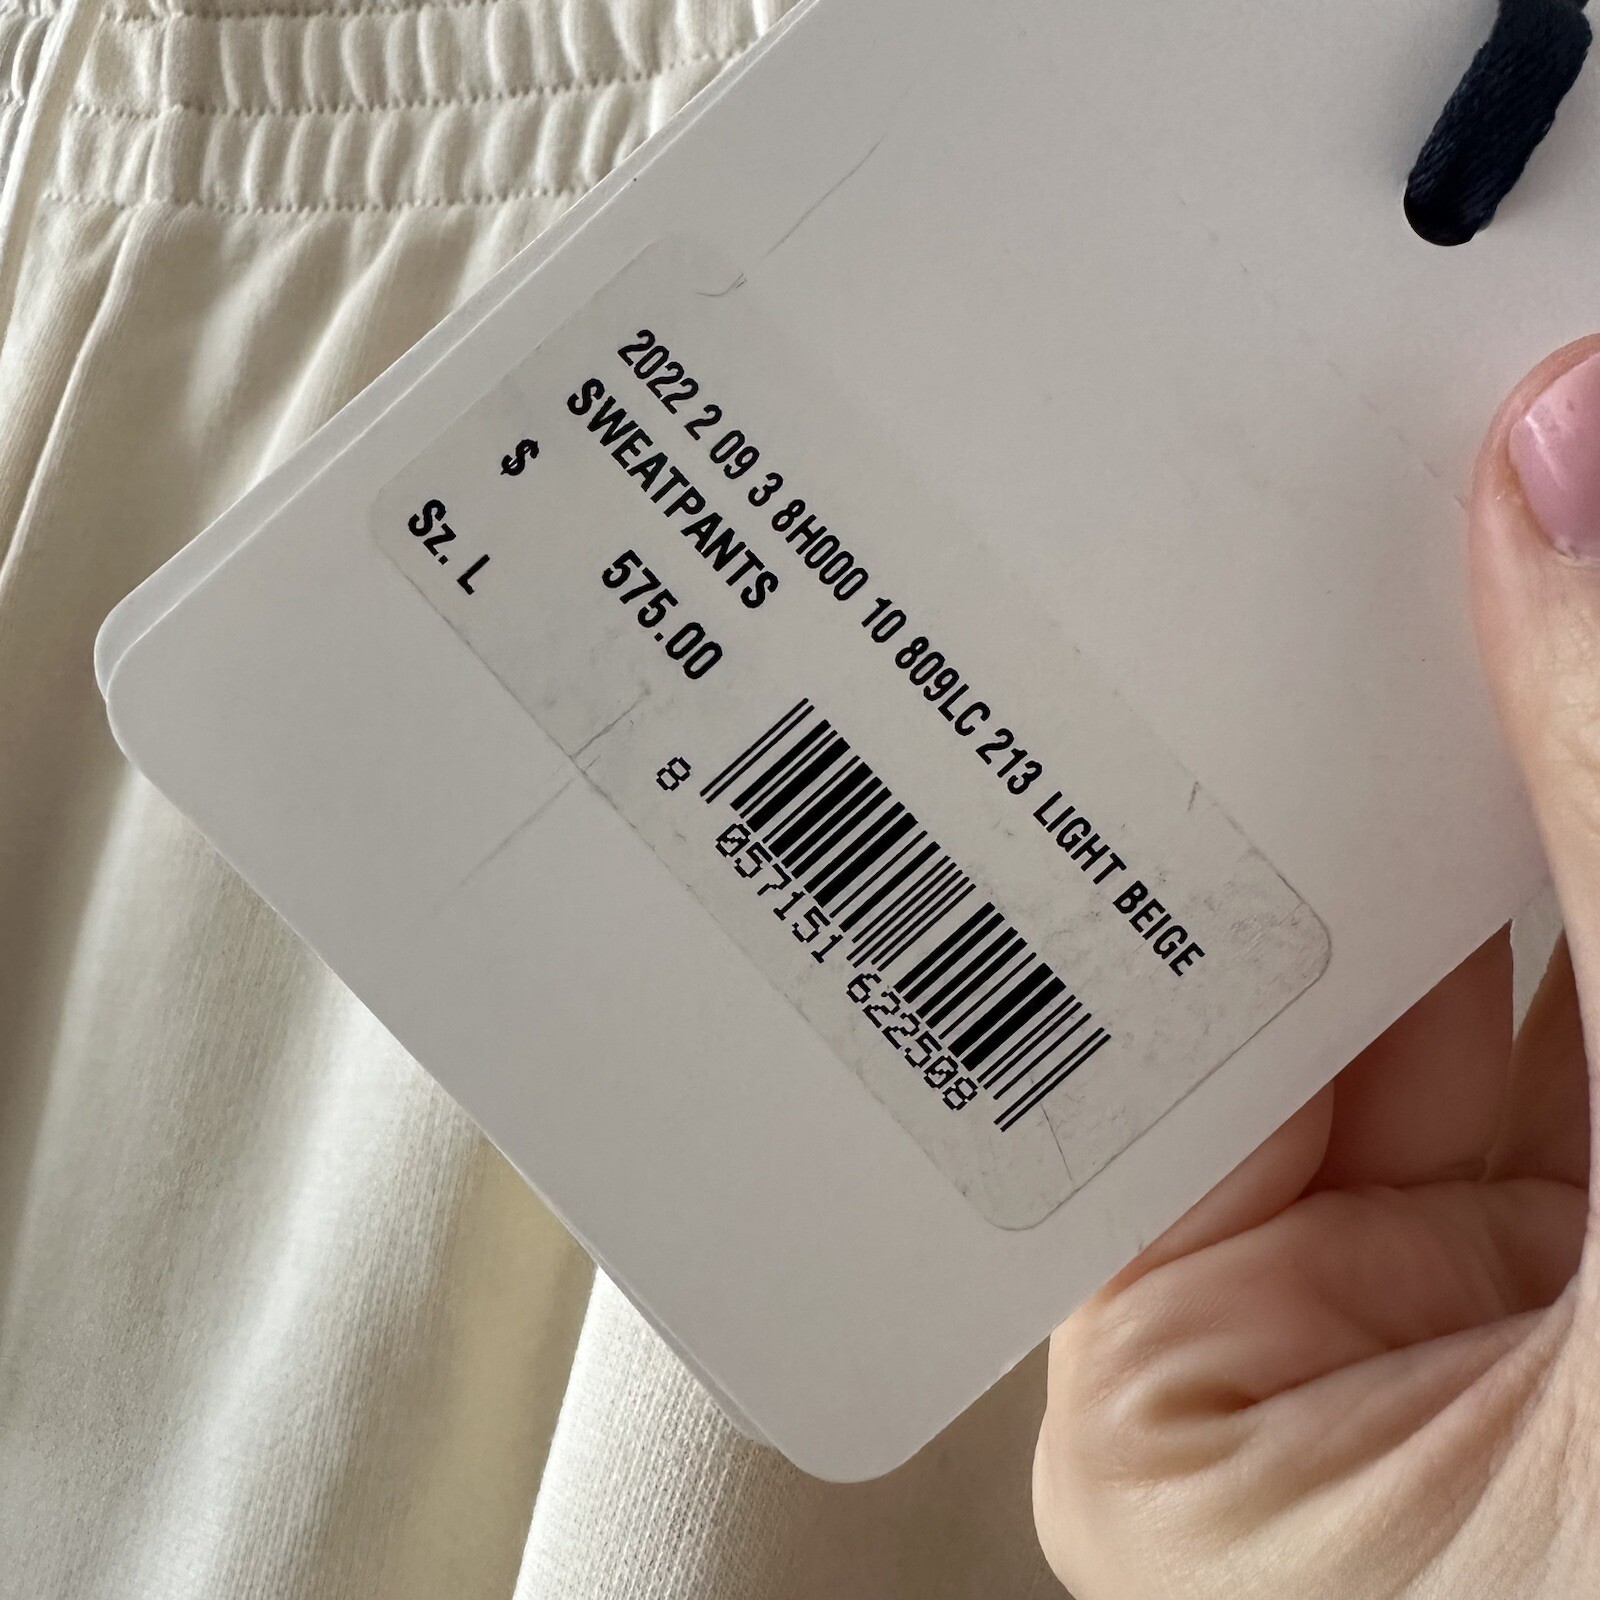 2022 2 09 3 8H000 10 809LC 213 LIGHT BEIGE
SWEATPANTS
$ 575.00
Sz. L
8 057151 622508